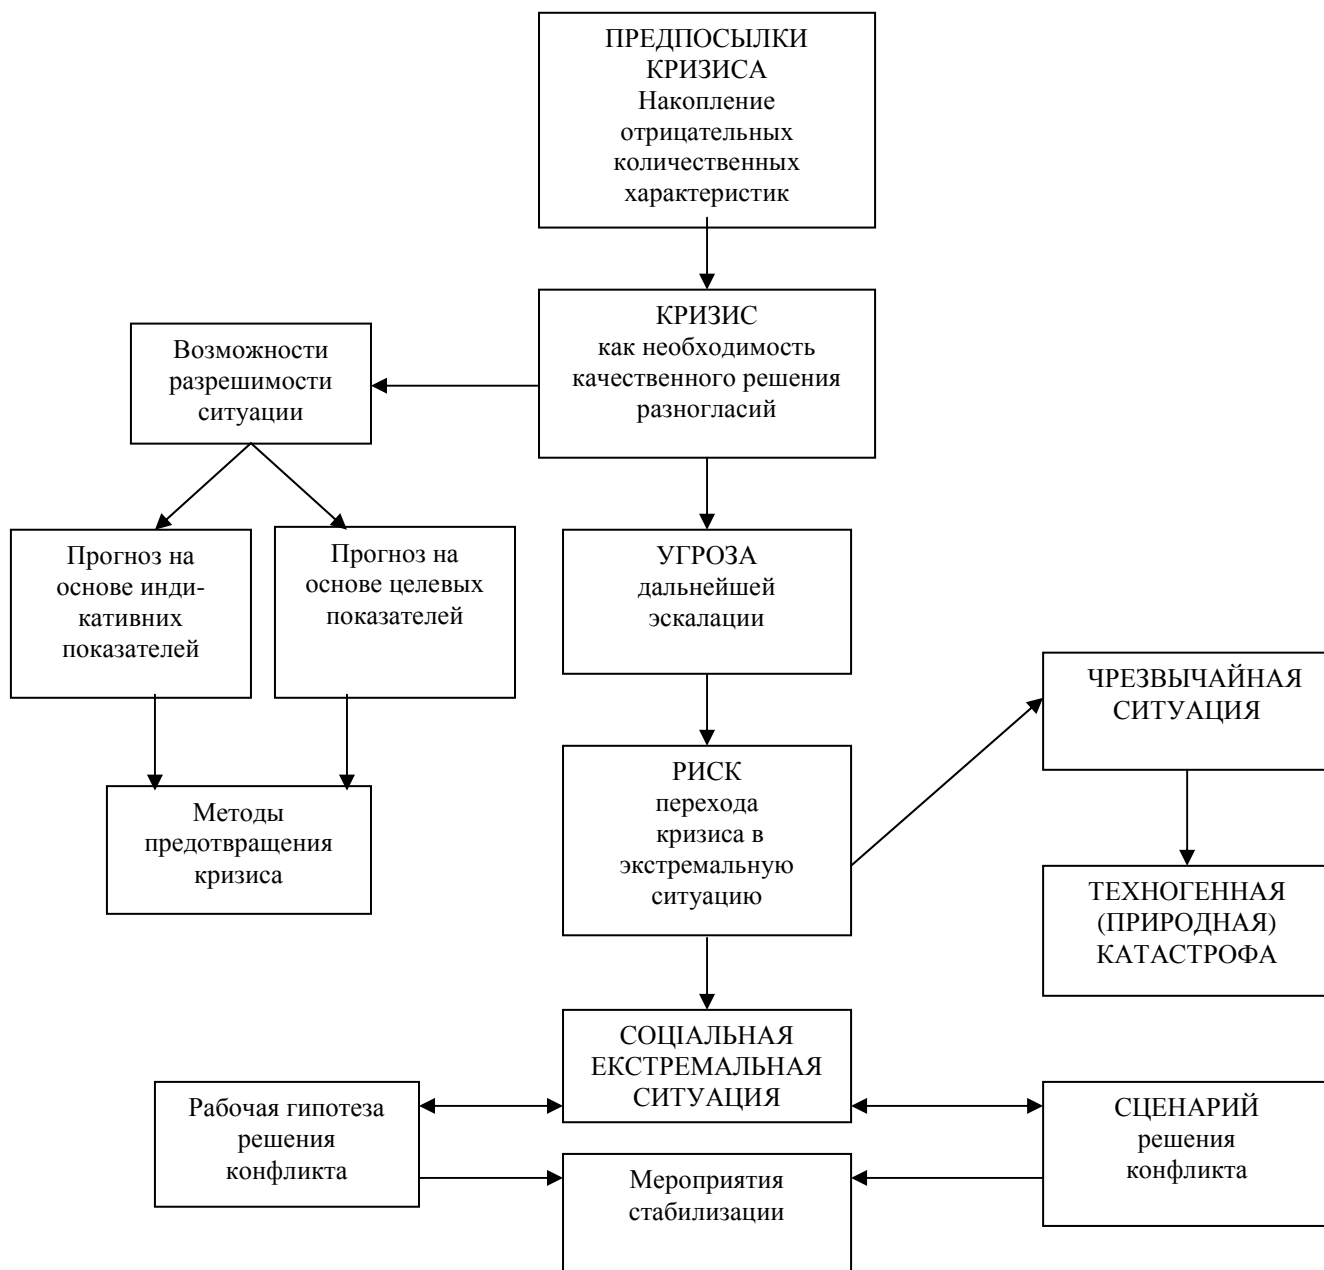 ПРЕДПОСЫЛКИ
КРИЗИСА
Накопление
отрицательных
количественных
характеристик
КРИЗИС
как необходимость
качественного решения
разногласий
Возможности
разрешимости
ситуации
Прогноз на
основе инди-
кативних
показателей
Прогноз на
основе целевых
показателей
УГРОЗА
дальнейшей
эскалации
ЧРЕЗВЫЧАЙНАЯ
СИТУАЦИЯ
РИСК
перехода
кризиса в
экстремальную
ситуацию
Методы
предотвращения
кризиса
ТЕХНОГЕННАЯ
(ПРИРОДНАЯ)
КАТАСТРОФА
СОЦІАЛЬНАЯ
ЕКСТРЕМАЛЬНАЯ
СИТУАЦИЯ
Рабочая гипотеза
решения
конфликта
СЦЕНАРИЙ
решения
конфликта
Мероприятия
стабилизации